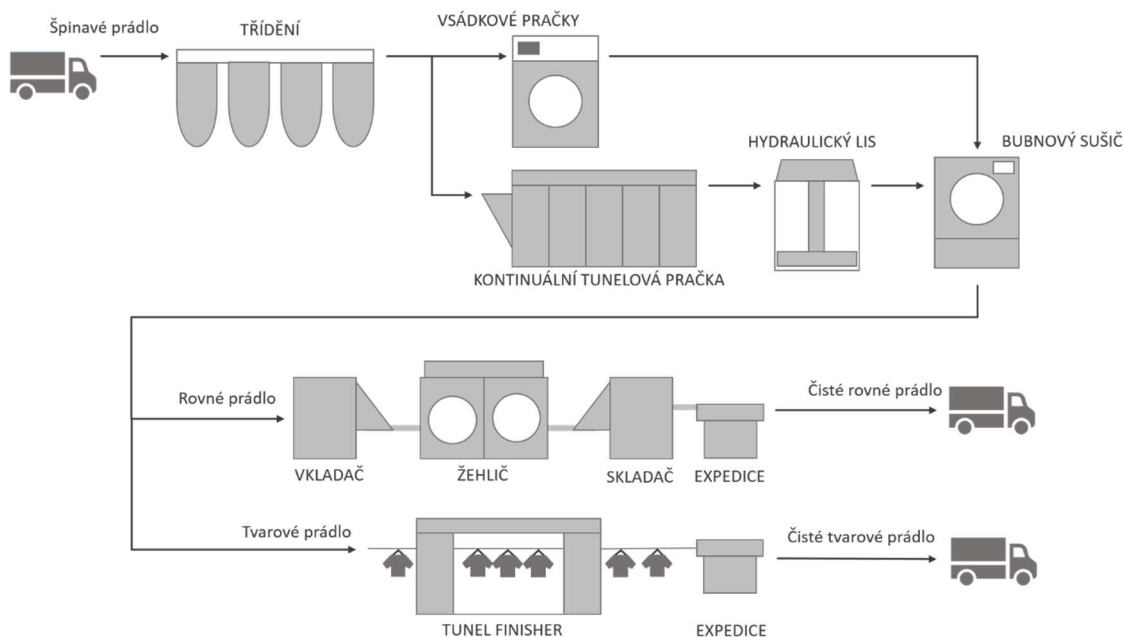 Špinavé prádlo
TŘÍDĚNÍ
VSÁDKOVÉ PRAČKY
HYDRAULICKÝ LIS
BUBNOVÝ SUŠIČ
KONTINUÁLNÍ TUNELOVÁ PRAČKA
Rovné prádlo
Čisté rovné prádlo
VKLADAČ
ŽEHLIČ
SKLADAČ
EXPEDICE
Tvarové prádlo
Čisté tvarové prádlo
TUNEL FINISHER
EXPEDICE